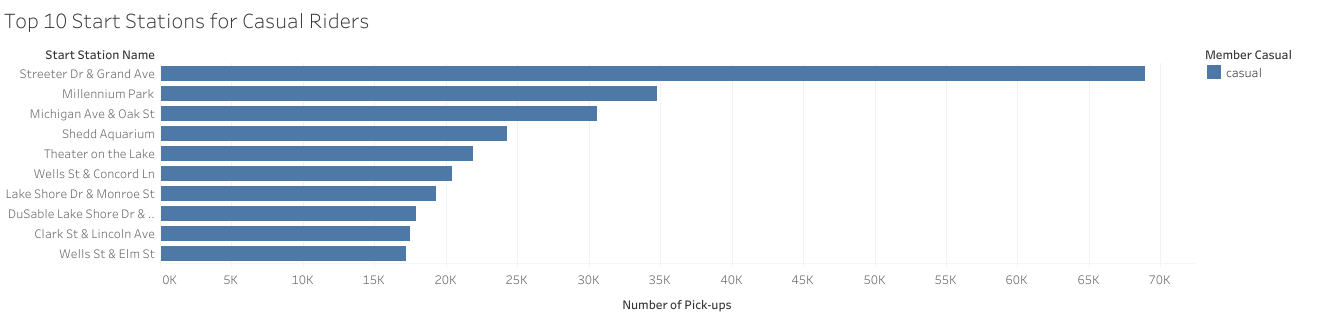 Top 10 Start Stations for Casual Riders
Start Station Name
Member Casual
Streeter Dr & Grand Ave
casual
Millennium Park
Michigan Ave & Oak St
Shedd Aquarium
Theater on the Lake
Wells St & Concord Ln
Lake Shore Dr & Monroe St
DuSable Lake Shore Dr & ..
Clark St & Lincoln Ave
Wells St & Elm St
0K 5K 10K 15K 20K 25K 30K 35K 40K 45K 50K 55K 60K 65K 70K
Number of Pick-ups